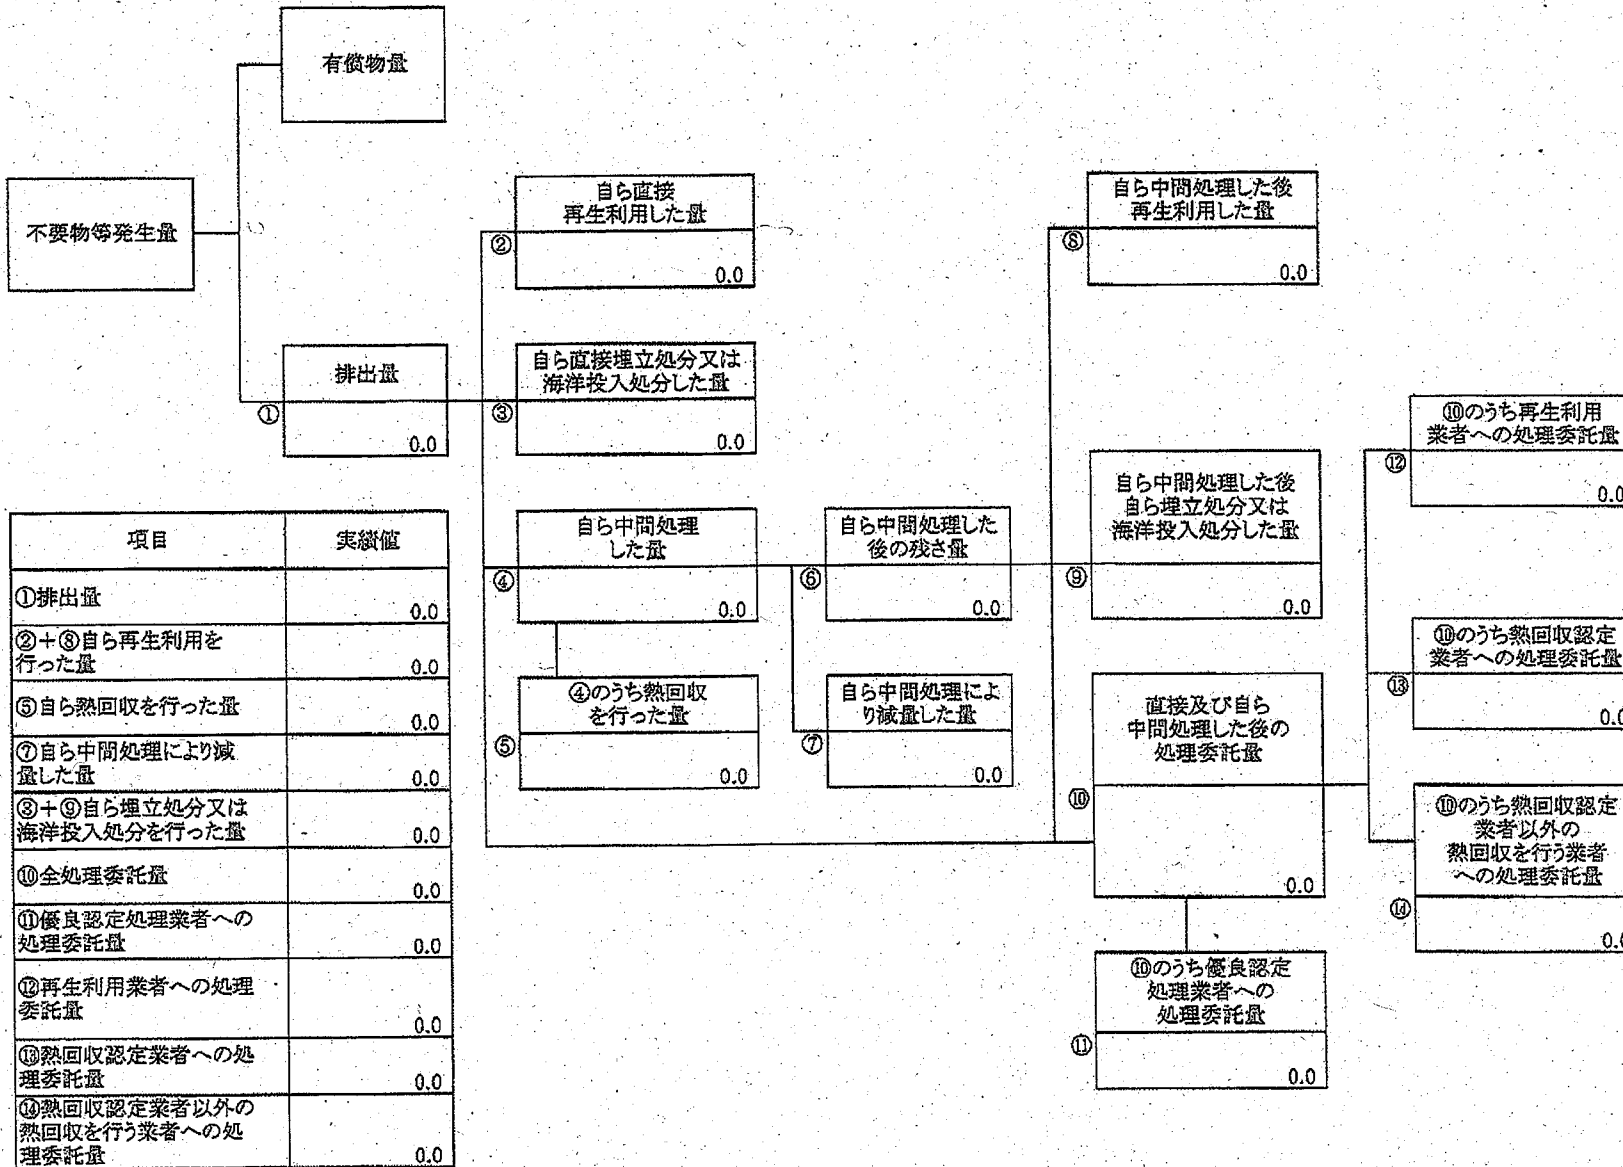 有償物量
不要物等発生量
自ら直接
再生利用した量
②
0.0
自ら中間処理した後
再生利用した量
⑧
0.0
排出量
①
0.0
自ら直接埋立処分又は
海洋投入処分した量
③
0.0
⑩のうち再生利用
業者への処理委託量
⑫
0.0
自ら中間処理
した量
④
0.0
自ら中間処理した
後の残さ量
⑥
0.0
自ら中間処理した後
自ら埋立処分又は
海洋投入処分した量
⑨
0.0
⑩のうち熱回収認定
業者への処理委託量
⑬
0.0
④のうち熱回収
を行った量
⑤
0.0
自ら中間処理によ
り減量した量
⑦
0.0
直接及び自ら
中間処理した後の
処理委託量
⑩
0.0
⑩のうち熱回収認定
業者以外の
熱回収を行う業者
への処理委託量
⑭
0.0
⑩のうち優良認定
処理業者への
処理委託量
⑪
0.0
項目 実績値
①排出量 0.0
②+⑧自ら再生利用を
行った量 0.0
⑤自ら熱回収を行った量 0.0
⑦自ら中間処理により減
量した量 0.0
③+⑨自ら埋立処分又は
海洋投入処分を行った量 0.0
⑩全処理委託量 0.0
⑪優良認定処理業者への
処理委託量 0.0
⑫再生利用業者への処理
委託量 0.0
⑬熱回収認定業者への処
理委託量 0.0
⑭熱回収認定業者以外の
熱回収を行う業者への処
理委託量 0.0